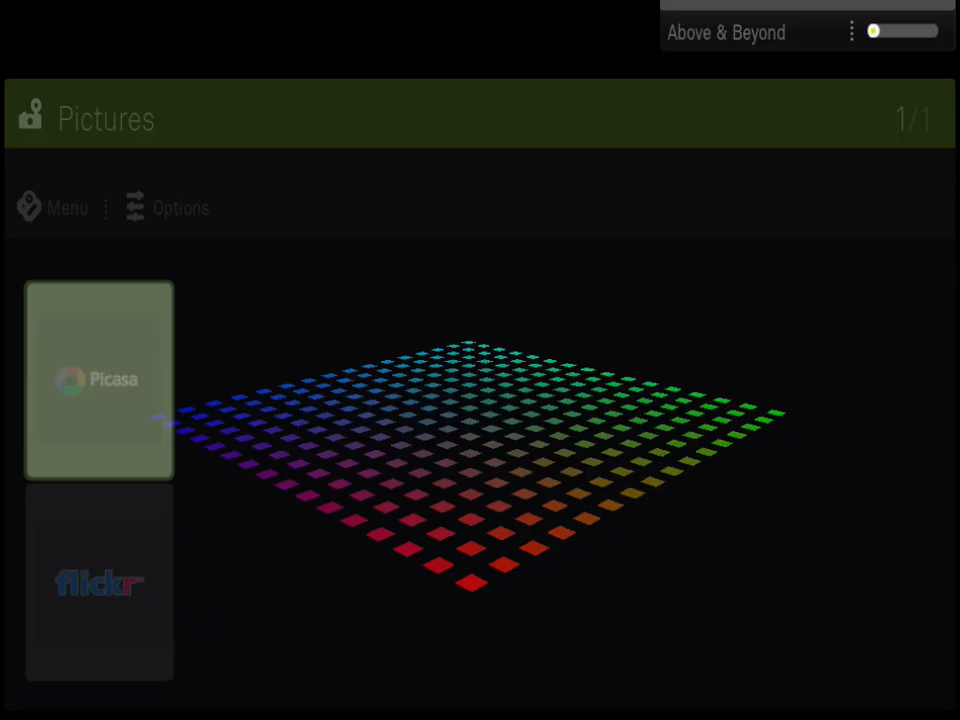 Above & Beyond
Pictures 1/1
Menu Options
Picasa
flickr